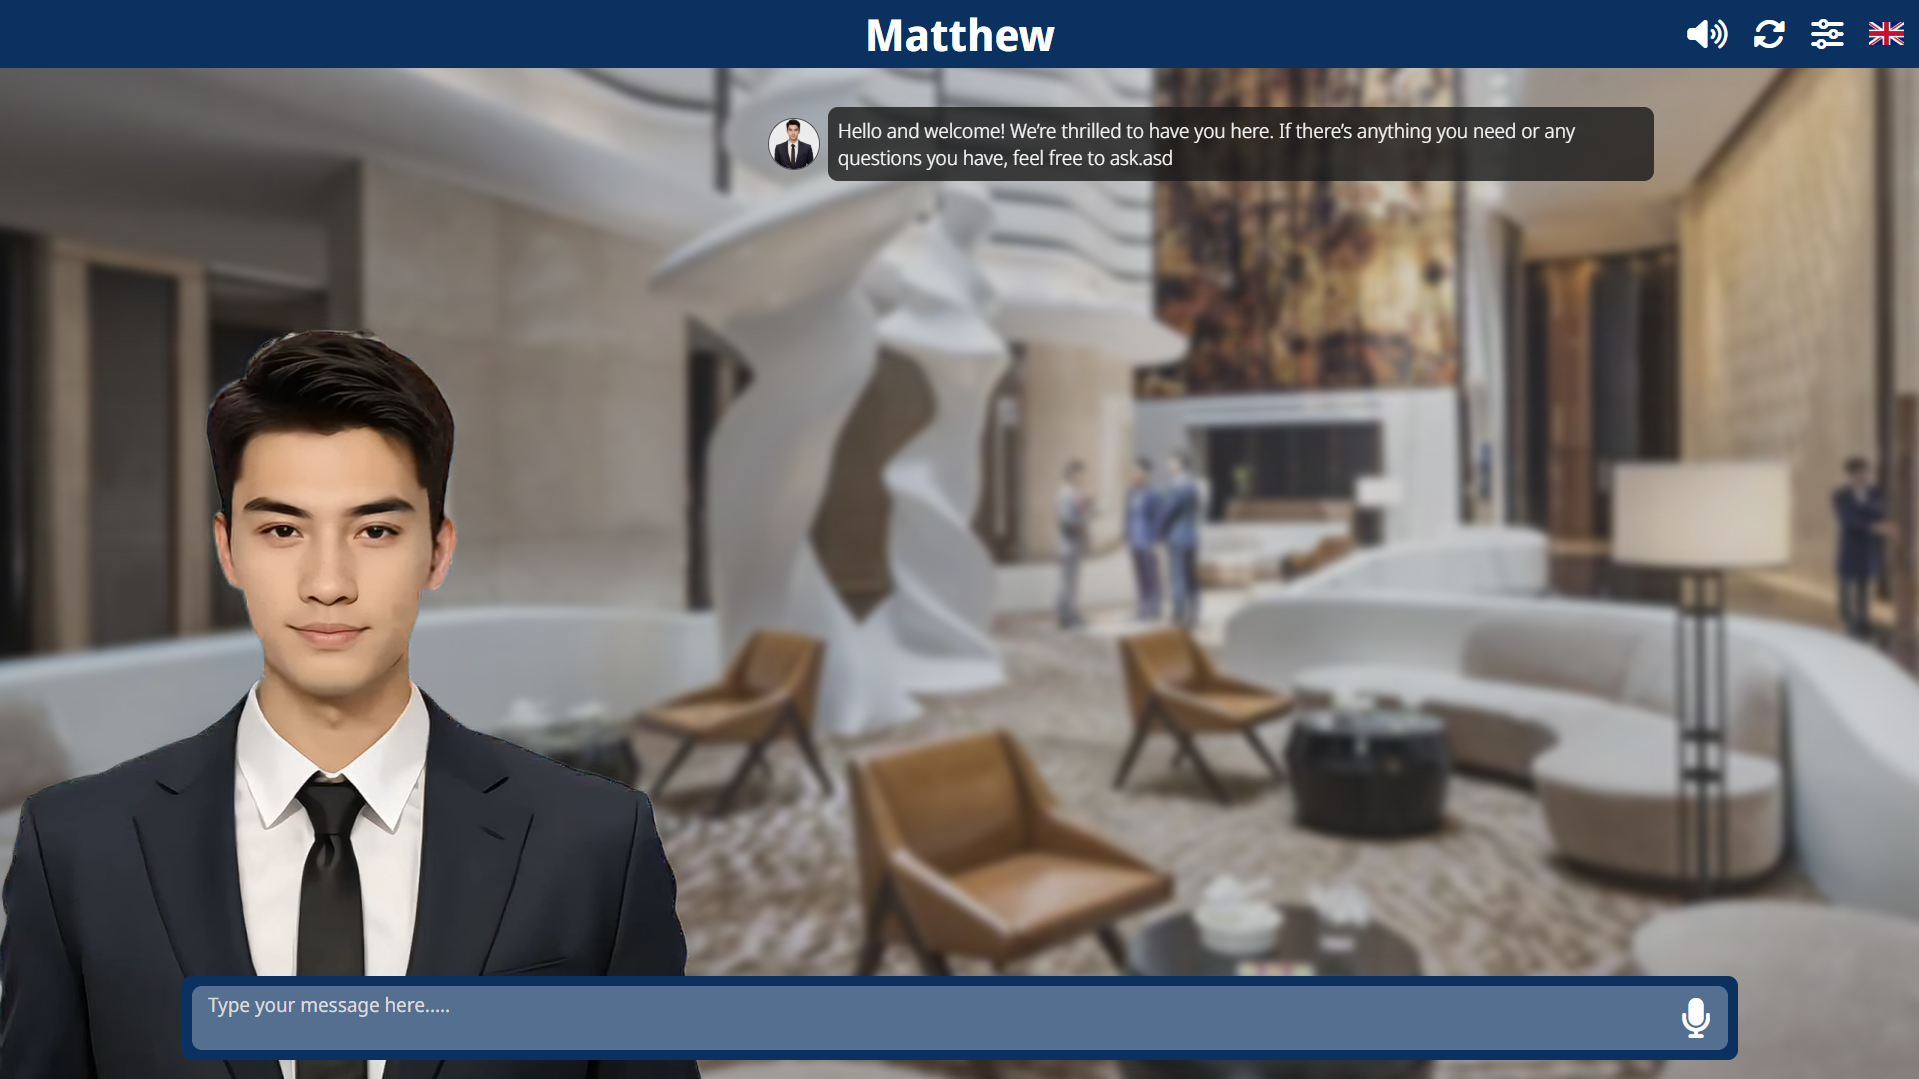 Matthew
Hello and welcome! We’re thrilled to have you here. If there’s anything you need or any
questions you have, feel free to ask.asd
Type your message here.....